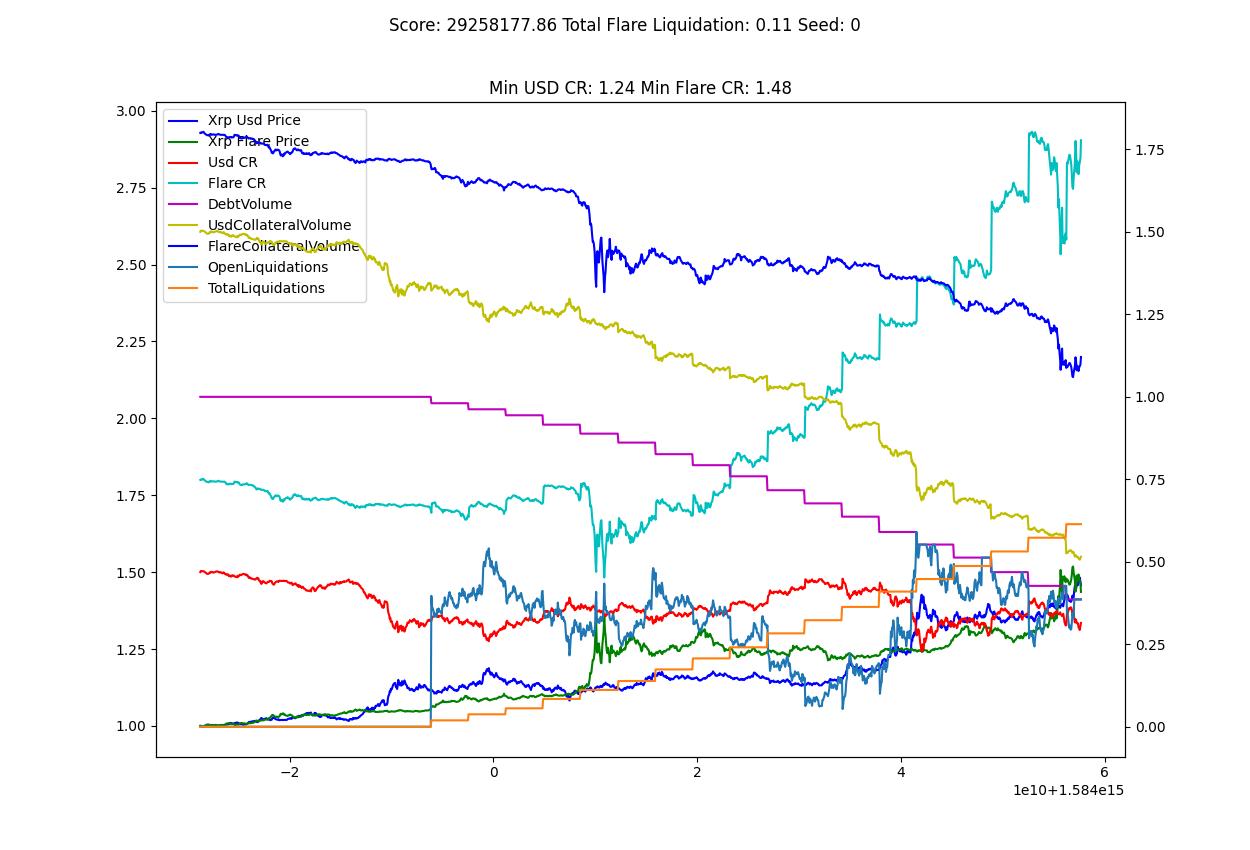 Score: 29258177.86 Total Flare Liquidation: 0.11 Seed: 0
Min USD CR: 1.24 Min Flare CR: 1.48
Xrp Usd Price
Xrp Flare Price
Usd CR
Flare CR
DebtVolume
UsdCollateralVolume
FlareCollateralVolume
OpenLiquidations
TotalLiquidations
3.00
2.75
2.50
2.25
2.00
1.75
1.50
1.25
1.00
1.75
1.50
1.25
1.00
0.75
0.50
0.25
0.00
−2
0
2
4
6
1e10+1.584e15